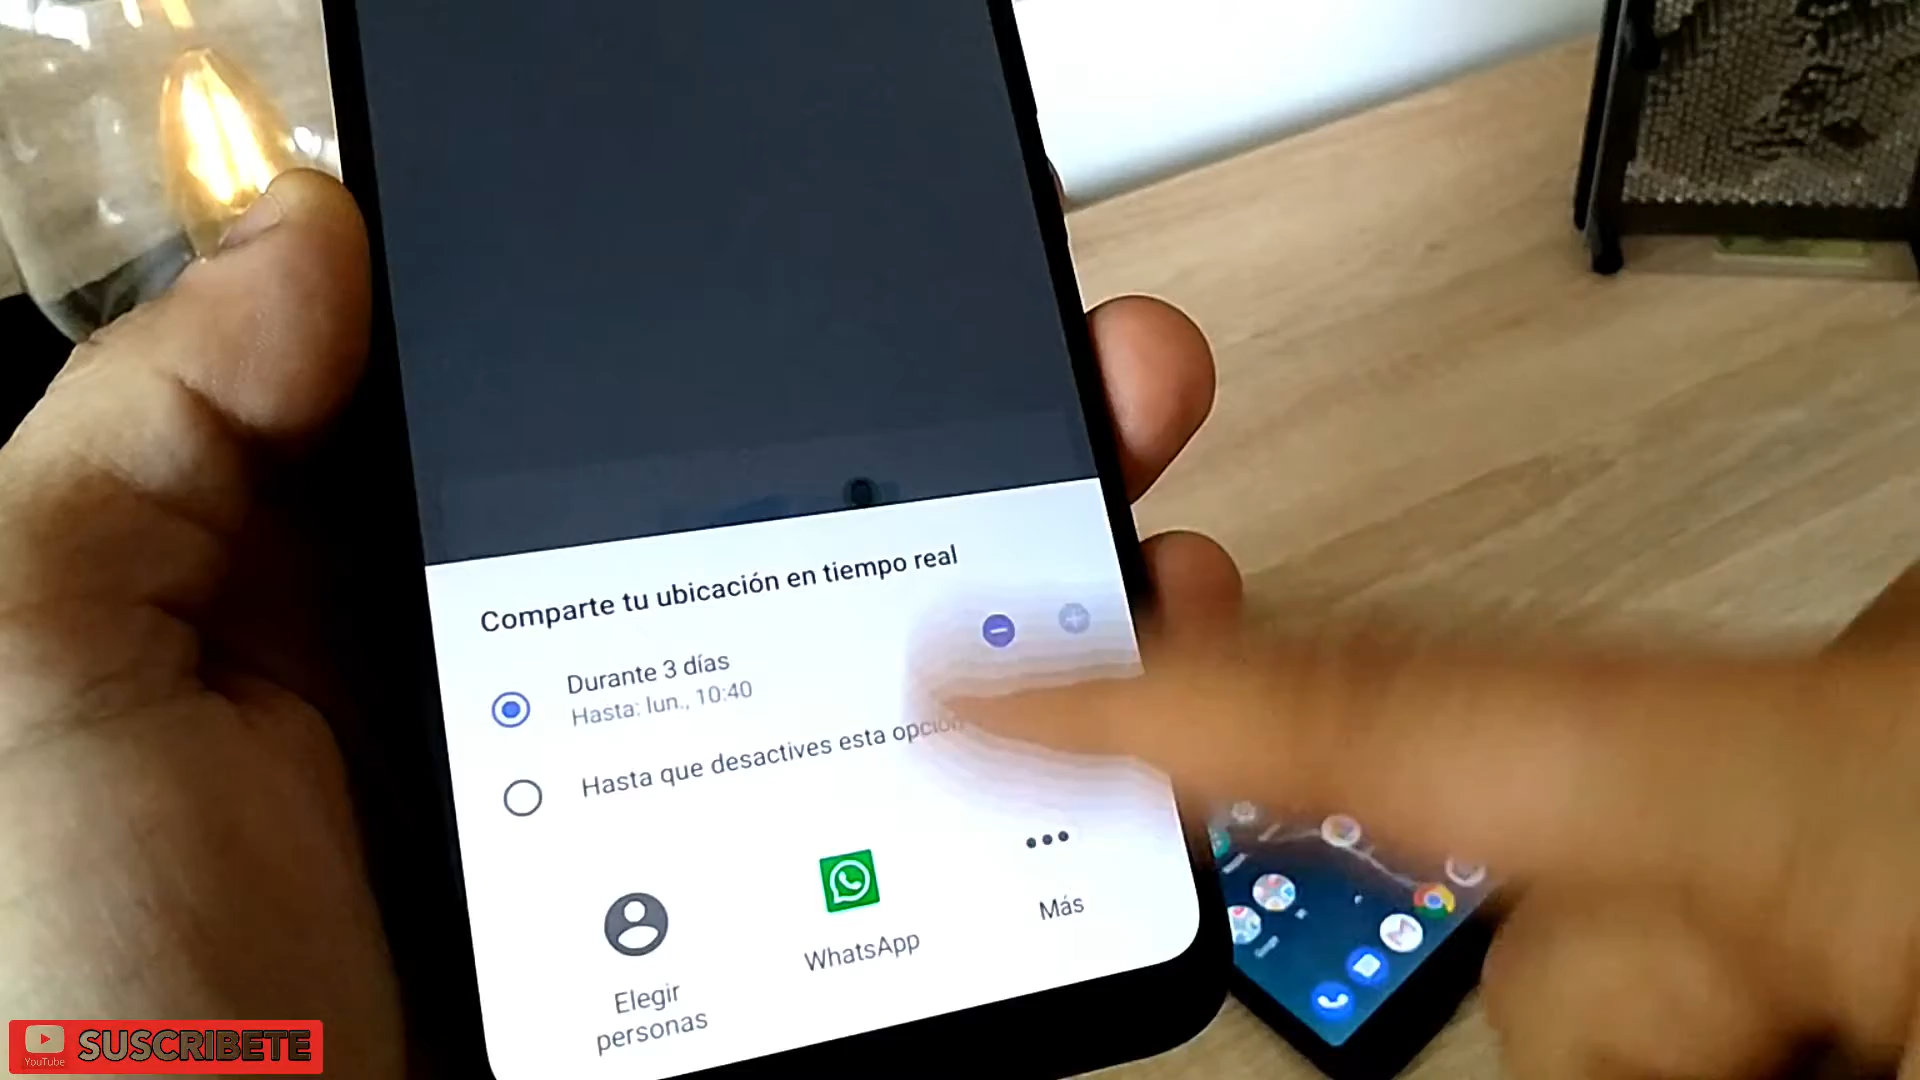 Comparte tu ubicación en tiempo real
Durante 3 días
Hasta: lun., 10:40
Hasta que desactives esta opción
Elegir
personas
WhatsApp
Más
YouTube
SUSCRIBETE